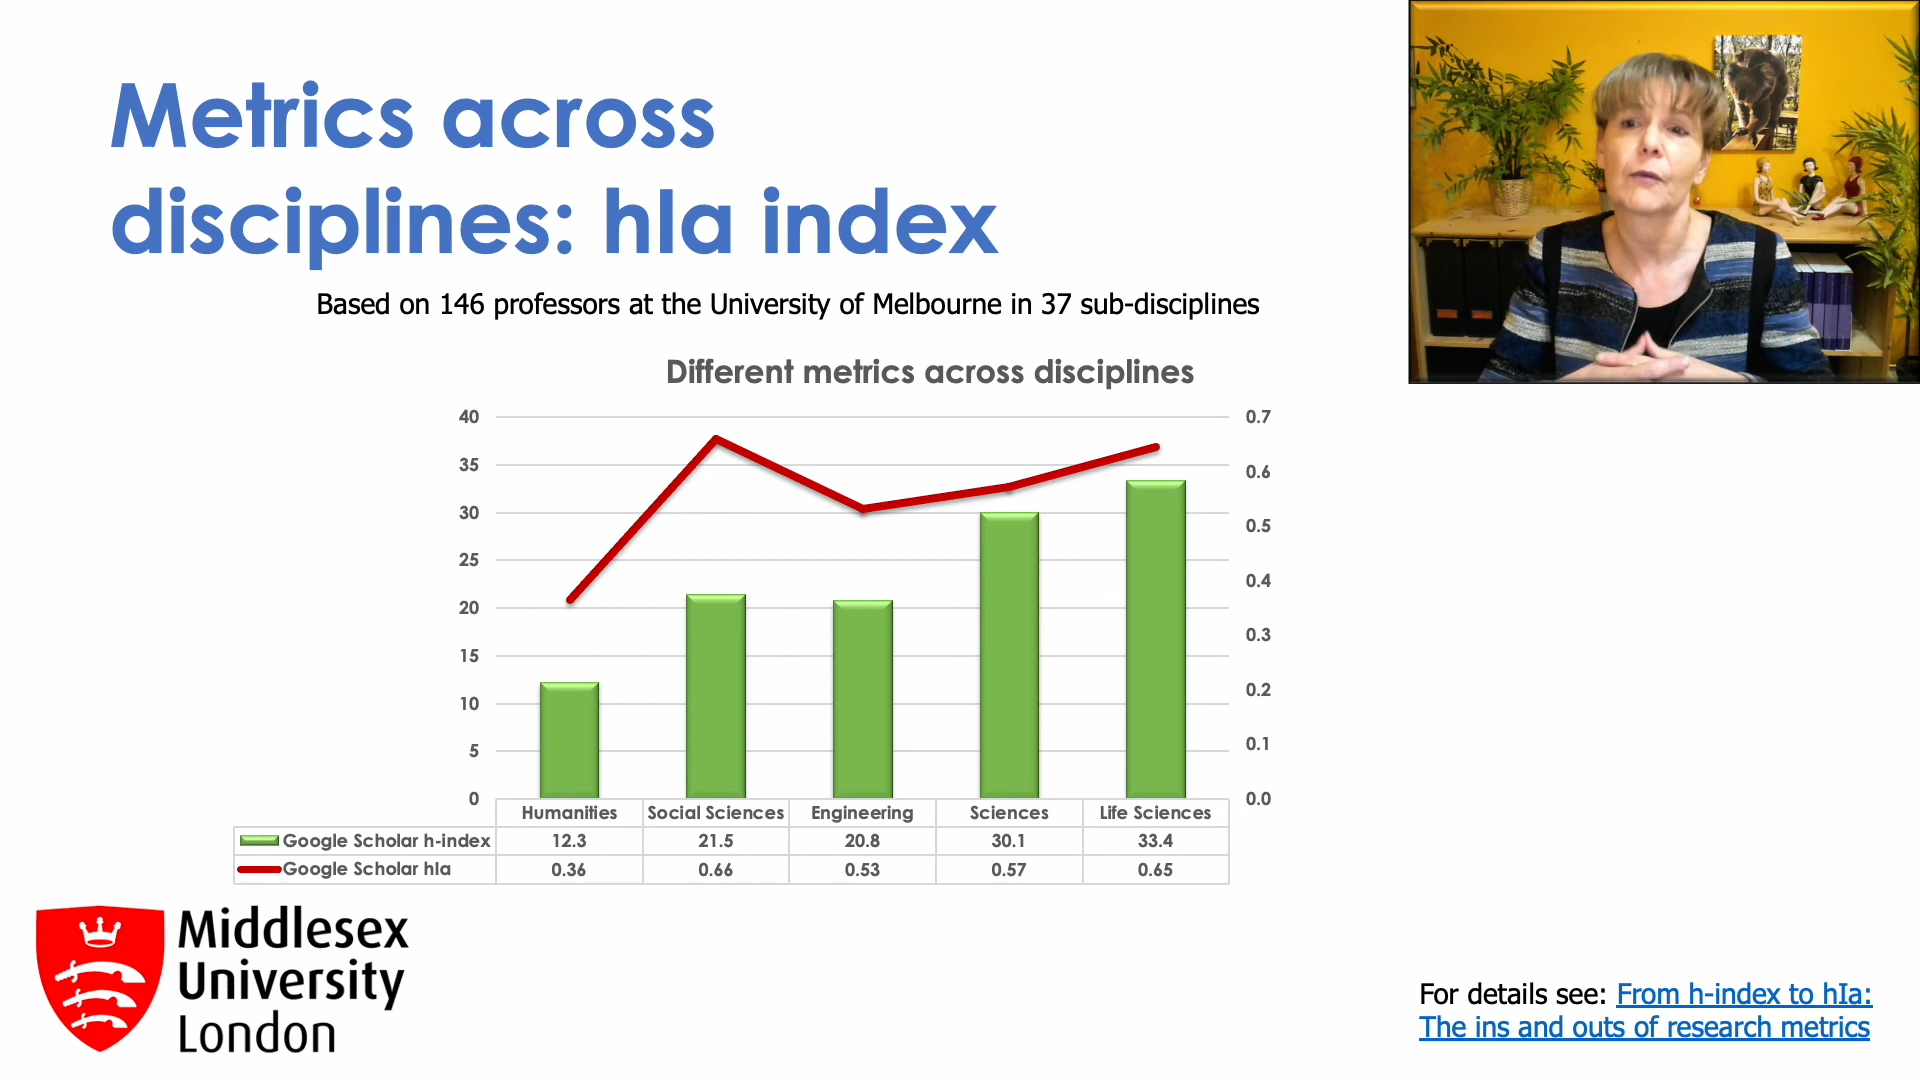 Metrics across
disciplines: hIa index
Based on 146 professors at the University of Melbourne in 37 sub-disciplines
Different metrics across disciplines
40
35
30
25
20
15
10
5
0
0.7
0.6
0.5
0.4
0.3
0.2
0.1
0.0
Humanities Social Sciences Engineering Sciences Life Sciences
Google Scholar h-index 12.3 21.5 20.8 30.1 33.4
Google Scholar hIa 0.36 0.66 0.53 0.57 0.65
Middlesex
University
London
For details see: From h-index to hIa:
The ins and outs of research metrics